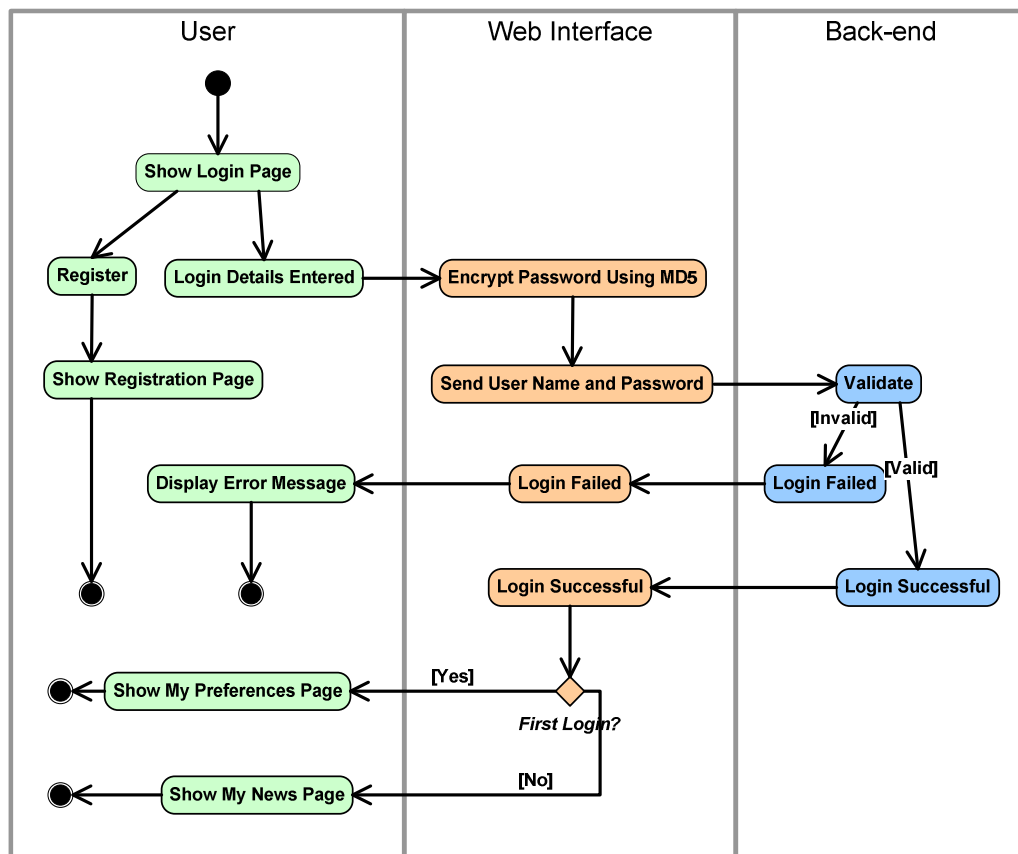 User
Web Interface
Back-end
Show Login Page
Register
Login Details Entered
Encrypt Password Using MD5
Show Registration Page
Send User Name and Password
Validate
[Invalid]
[Valid]
Display Error Message
Login Failed
Login Failed
Login Successful
Login Successful
Show My Preferences Page
[Yes]
First Login?
Show My News Page
[No]